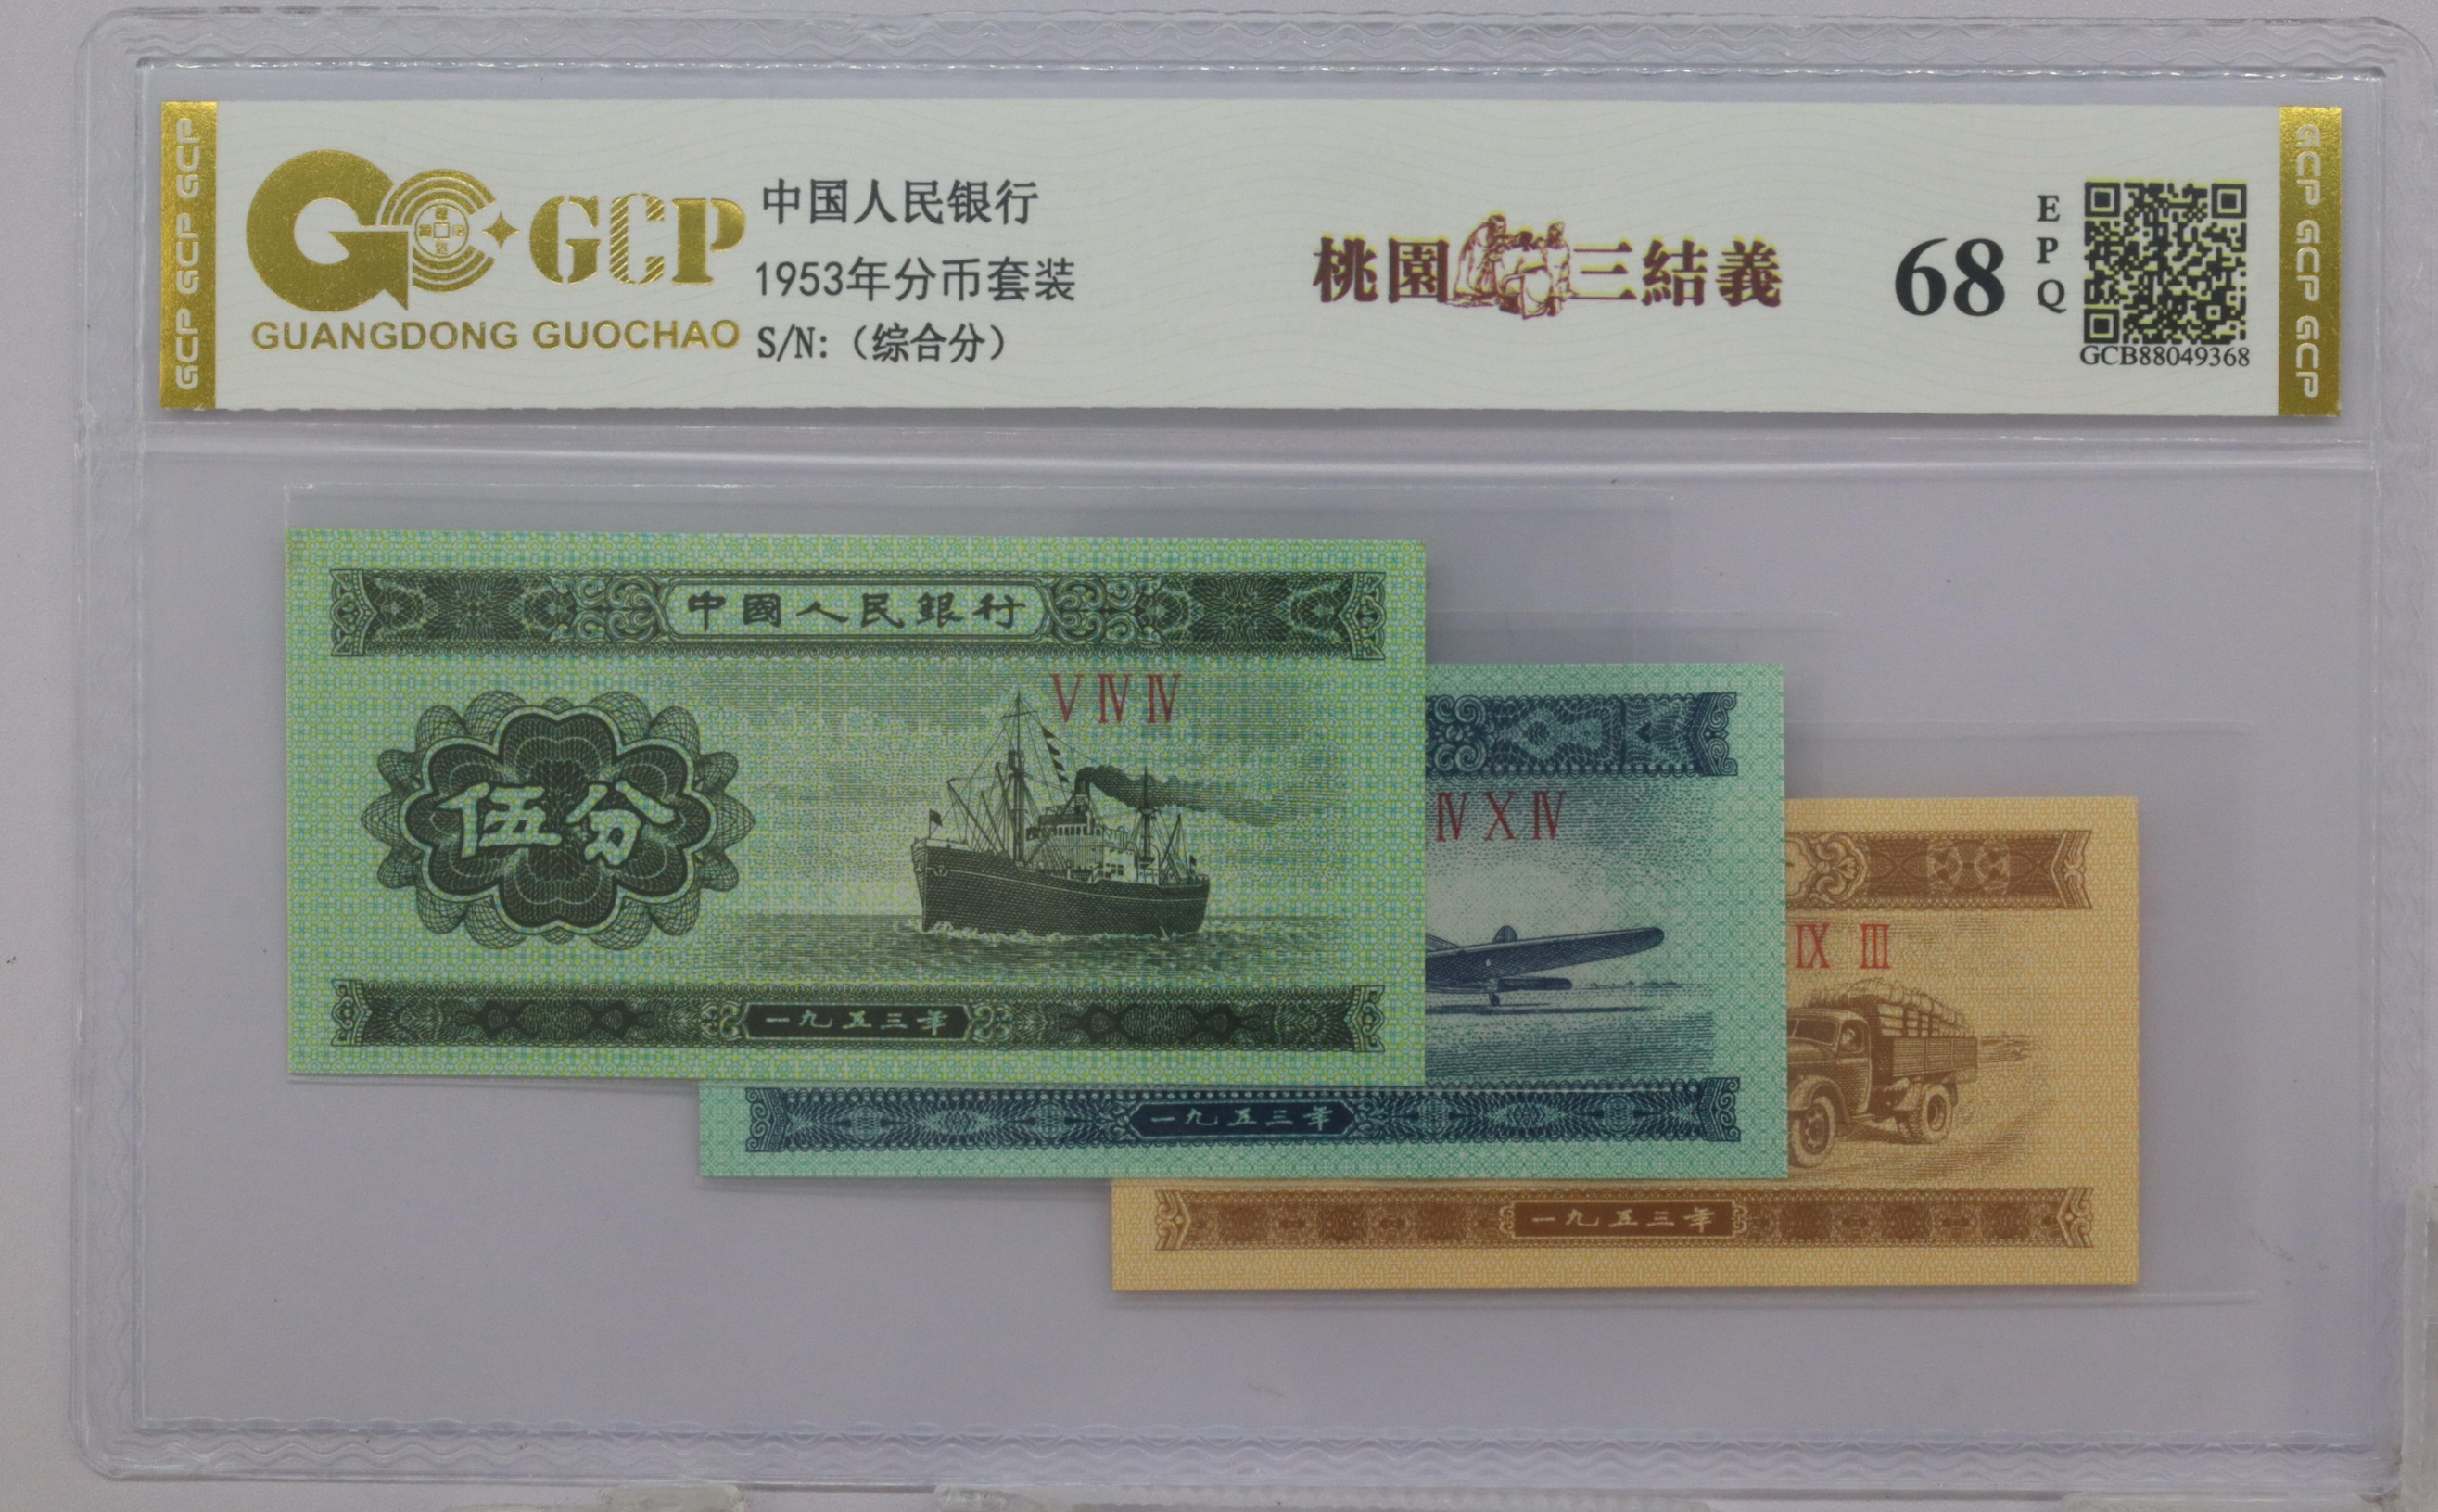 GCP GCP GCP
GCP
GUANGDONG GUOCHAO
中国人民银行
1953年分币套装
S/N:（综合分）
桃園三結義
68
EPQ
GCB88049368
GCP GCP GCP
中國人民銀行
V IV IV
伍分
一九五三年
IV X IV
一九五三年
IX III
一九五三年